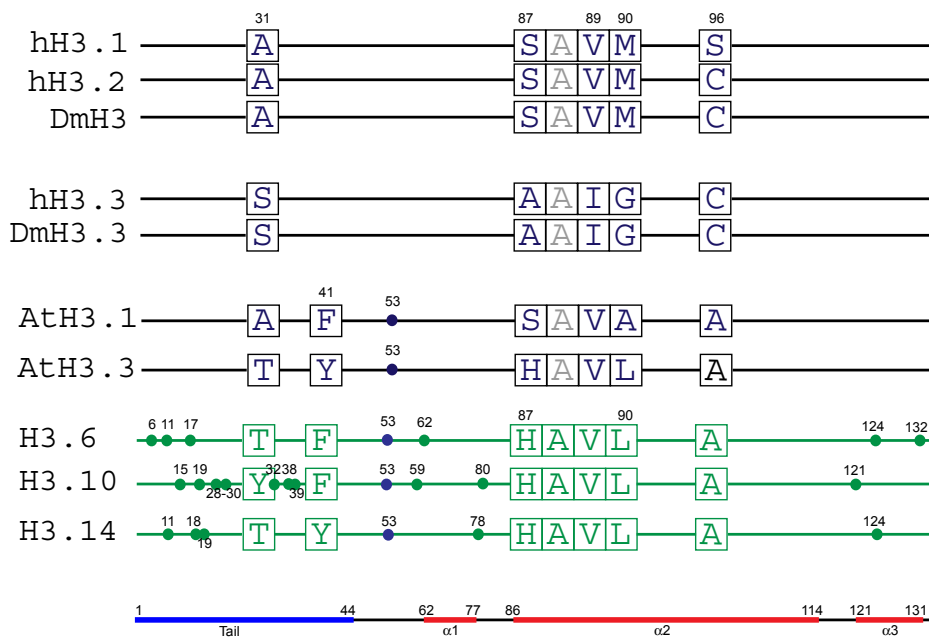 31 87 89 90 96
hH3.1 A S A V M S
hH3.2 A S A V M C
DmH3 A S A V M C
hH3.3 S A A I G C
DmH3.3 S A A I G C
41 53
AtH3.1 A F S A V A A
53
AtH3.3 T Y H A V L A
6 11 17 53 62 87 90 124 132
H3.6 T F H A V L A
15 19 32 38 53 59 80 121
H3.10 Y F H A V L A
28-30 39
11 18 53 78 124
H3.14 T Y H A V L A
19
1 44 62 77 86 114 121 131
Tail α1 α2 α3